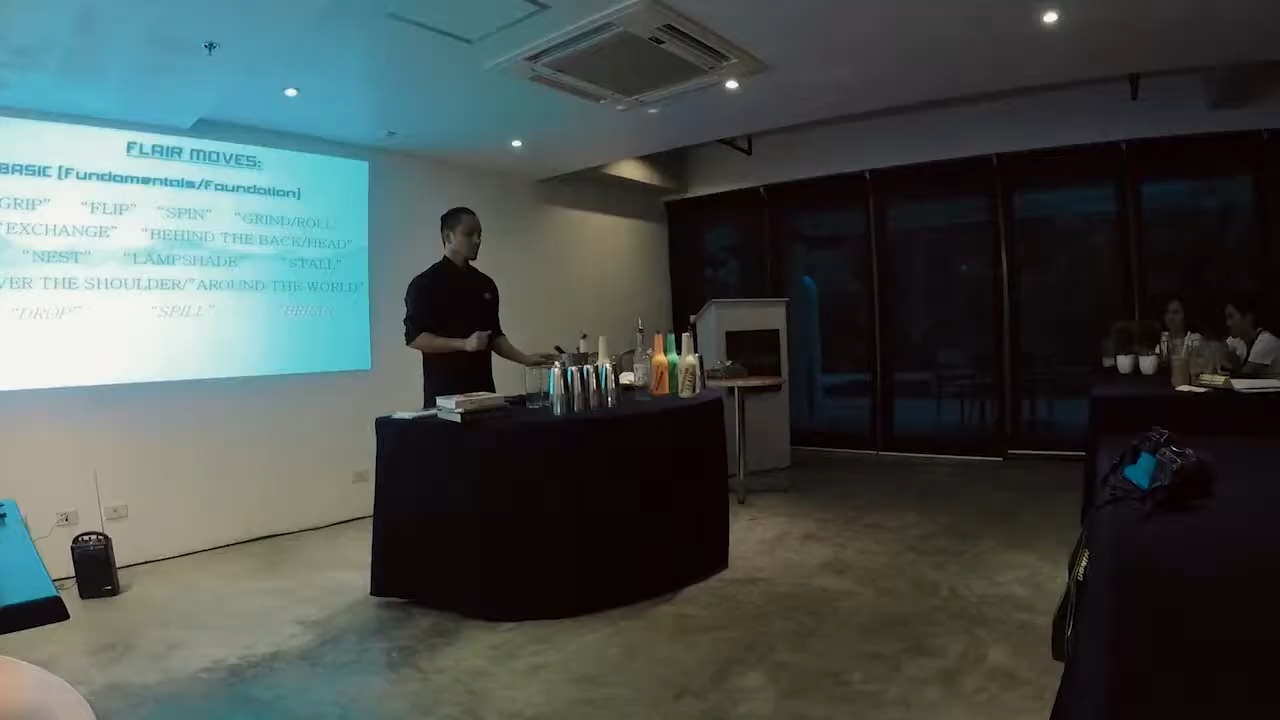 FLAIR MOVES:
BASIC (Fundamentals/Foundation)
GRIP" "FLIP" "SPIN" "GRIND/ROLL
"EXCHANGE" "BEHIND THE BACK/HEAD"
"NEST" "LAMPSHADE" "STALL"
VER THE SHOULDER/"AROUND THE WORLD"
"DROP" "SPILL" "BREAK
Nikon